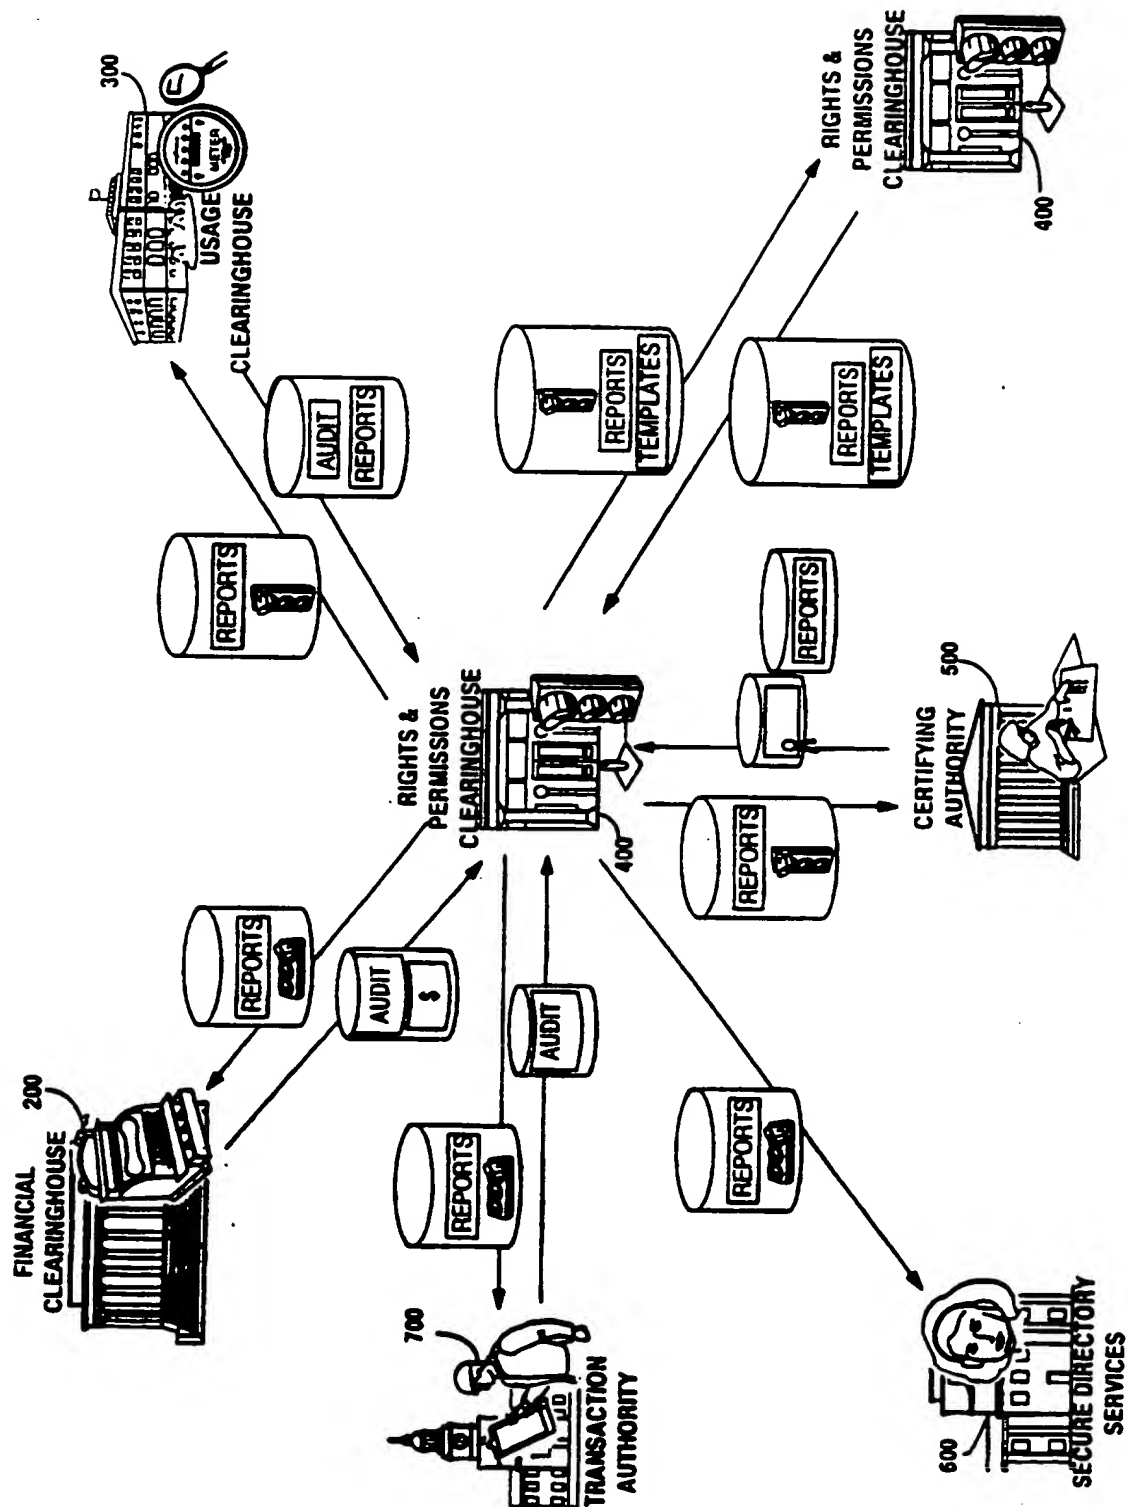 FINANCIAL
CLEARINGHOUSE
200
REPORTS
AUDIT
$
300
USAGE
CLEARINGHOUSE
METER
REPORTS
AUDIT
REPORTS
TRANSACTION
AUTHORITY
700
REPORTS
AUDIT
RIGHTS &
PERMISSIONS
CLEARINGHOUSE
400
REPORTS
TEMPLATES
REPORTS
TEMPLATES
RIGHTS &
PERMISSIONS
CLEARINGHOUSE
400
REPORTS
600
SECURE DIRECTORY
SERVICES
REPORTS
REPORTS
CERTIFYING
AUTHORITY
500